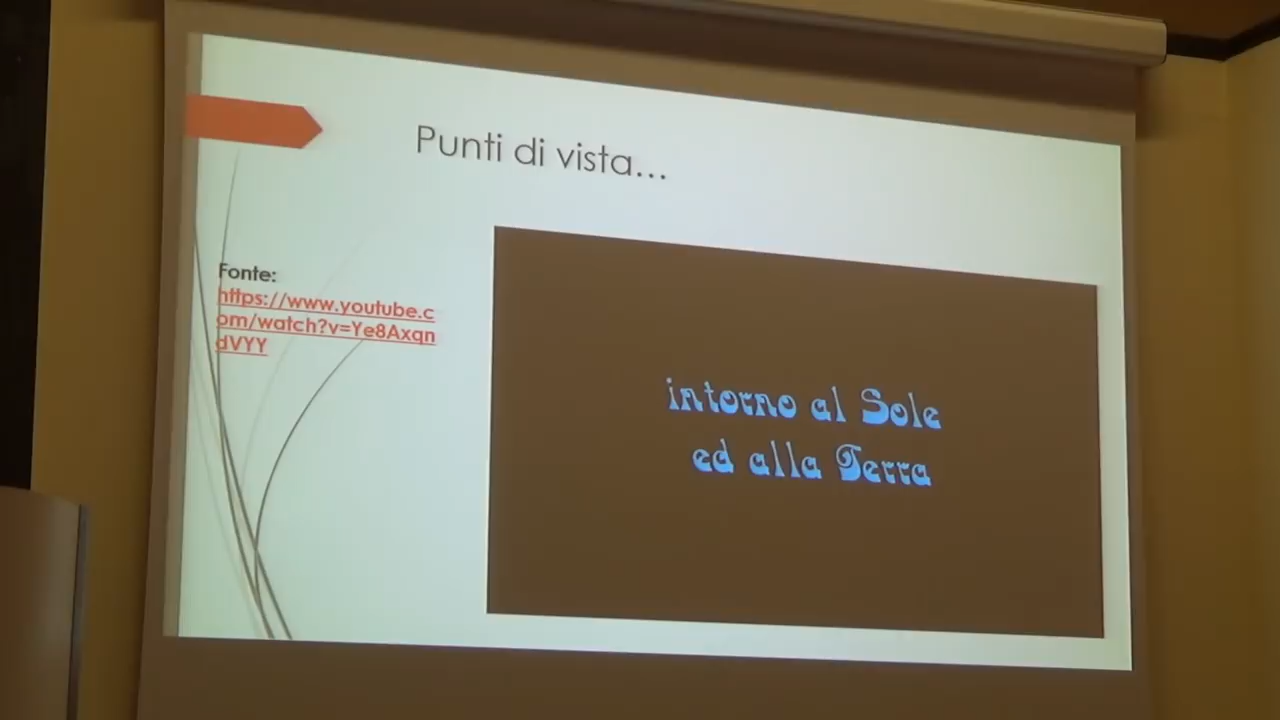 Punti di vista...
Fonte:
https://www.youtube.c
om/watch?v=Ye8Axqn
dVYY
intorno al Sole
ed alla Terra